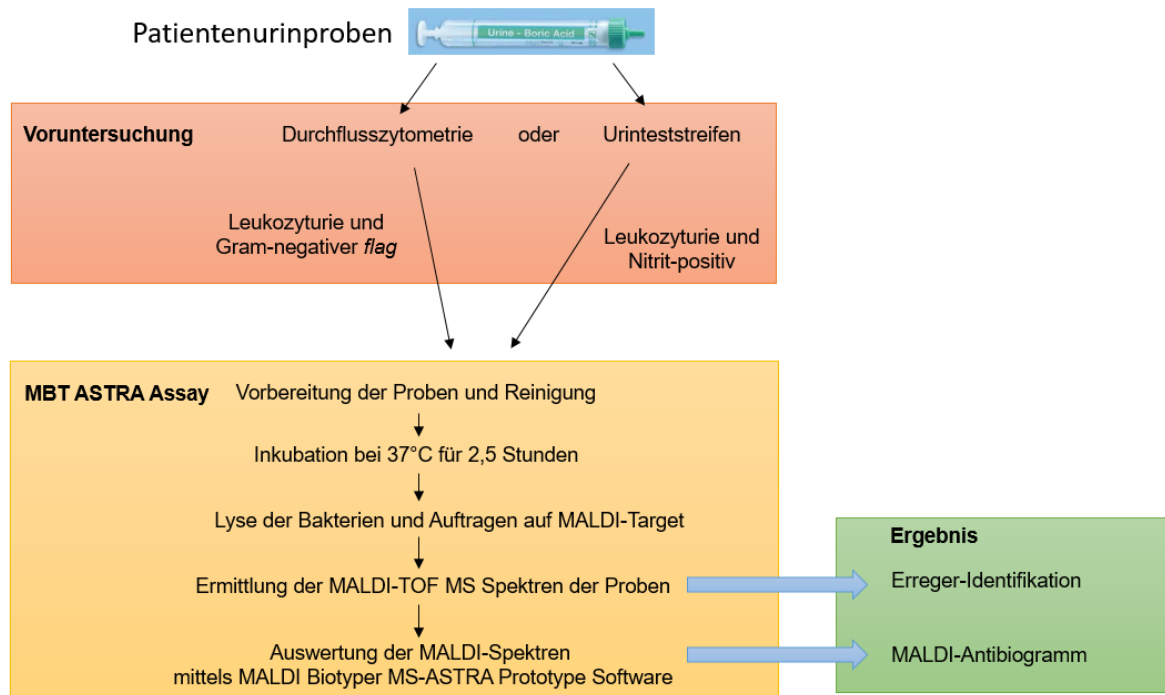 Patientenurinproben
Urine - Boric Acid
Voruntersuchung
Durchflusszytometrie oder Urinteststreifen
Leukozyturie und
Gram-negativer flag
Leukozyturie und
Nitrit-positiv
MBT ASTRA Assay
Vorbereitung der Proben und Reinigung
Inkubation bei 37°C für 2,5 Stunden
Lyse der Bakterien und Auftragen auf MALDI-Target
Ermittlung der MALDI-TOF MS Spektren der Proben
Auswertung der MALDI-Spektren
mittels MALDI Biotyper MS-ASTRA Prototype Software
Ergebnis
Erreger-Identifikation
MALDI-Antibiogramm